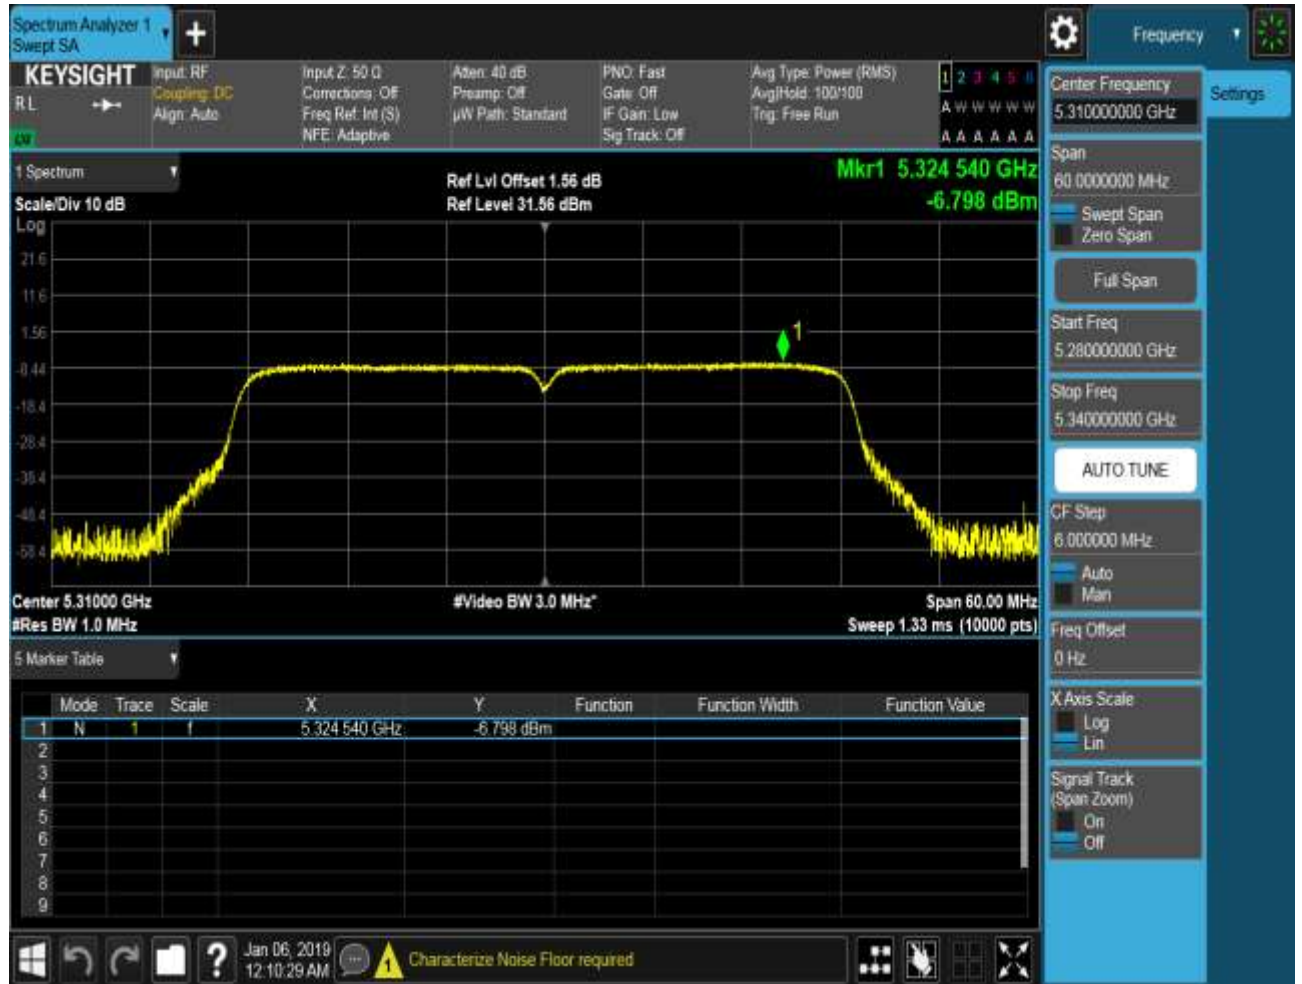 Spectrum Analyzer 1
Swept SA
Frequency
KEYSIGHT
R L
Input: RF
Coupling: DC
Align: Auto
Input Z: 50 Ω
Corrections: Off
Freq Ref: Int (S)
NFE: Adaptive
Atten: 40 dB
Preamp: Off
µW Path: Standard
PNO: Fast
Gate: Off
IF Gain: Low
Sig Track: Off
Avg Type: Power (RMS)
Avg|Hold: 100/100
Trig: Free Run
1 2 3 4 5 6
A W W W W W
A A A A A A
1 Spectrum
Scale/Div 10 dB
Ref Lvl Offset 1.56 dB
Ref Level 31.56 dBm
Mkr1 5.324 540 GHz
-6.798 dBm
Log
21.6
11.6
1.56
-8.44
-18.4
-28.4
-38.4
-48.4
-58.4
1
Center 5.31000 GHz
#Res BW 1.0 MHz
#Video BW 3.0 MHz*
Span 60.00 MHz
Sweep 1.33 ms (10000 pts)
5 Marker Table
Mode Trace Scale X Y Function Function Width Function Value
1 N 1 f 5.324 540 GHz -6.798 dBm
2
3
4
5
6
7
8
9
Jan 06, 2019
12:10:29 AM
Characterize Noise Floor required
Center Frequency
5.310000000 GHz
Settings
Span
60.0000000 MHz
Swept Span
Zero Span
Full Span
Start Freq
5.280000000 GHz
Stop Freq
5.340000000 GHz
AUTO TUNE
CF Step
6.000000 MHz
Auto
Man
Freq Offset
0 Hz
X Axis Scale
Log
Lin
Signal Track
(Span Zoom)
On
Off